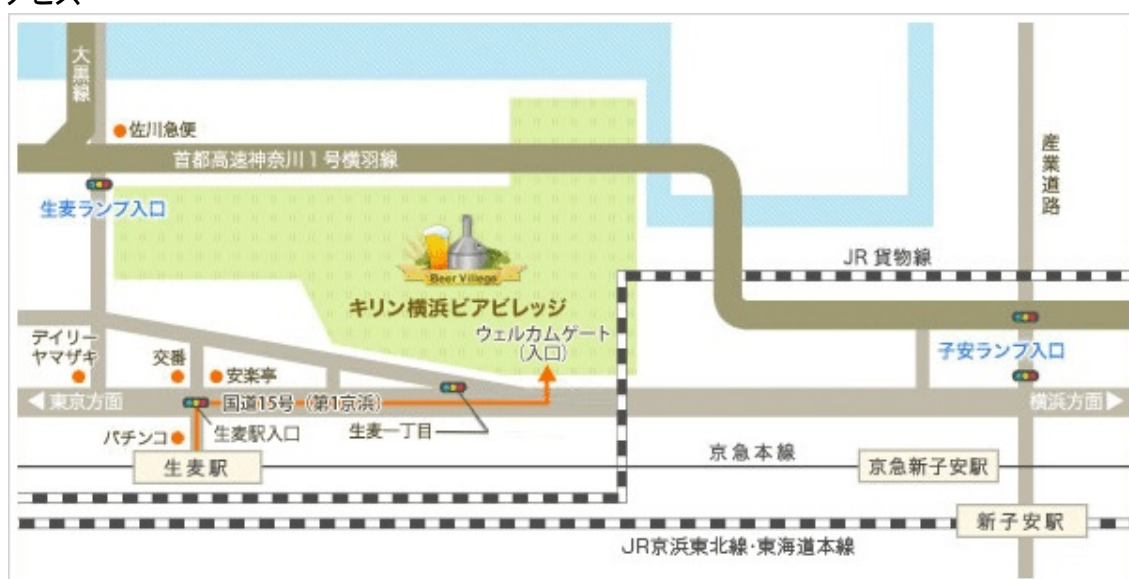 クセス
大黒線
佐川急便
首都高速神奈川1号横羽線
産業道路
生麦ランプ入口
JR 貨物線
Beer Village
キリン横浜ビアビレッジ
ウェルカムゲート
(入口)
デイリー
ヤマザキ
交番
安楽亭
子安ランプ入口
東京方面
国道15号 (第1京浜)
横浜方面
パチンコ
生麦駅入口
生麦一丁目
生麦駅
京急本線
京急新子安駅
新子安駅
JR京浜東北線・東海道本線